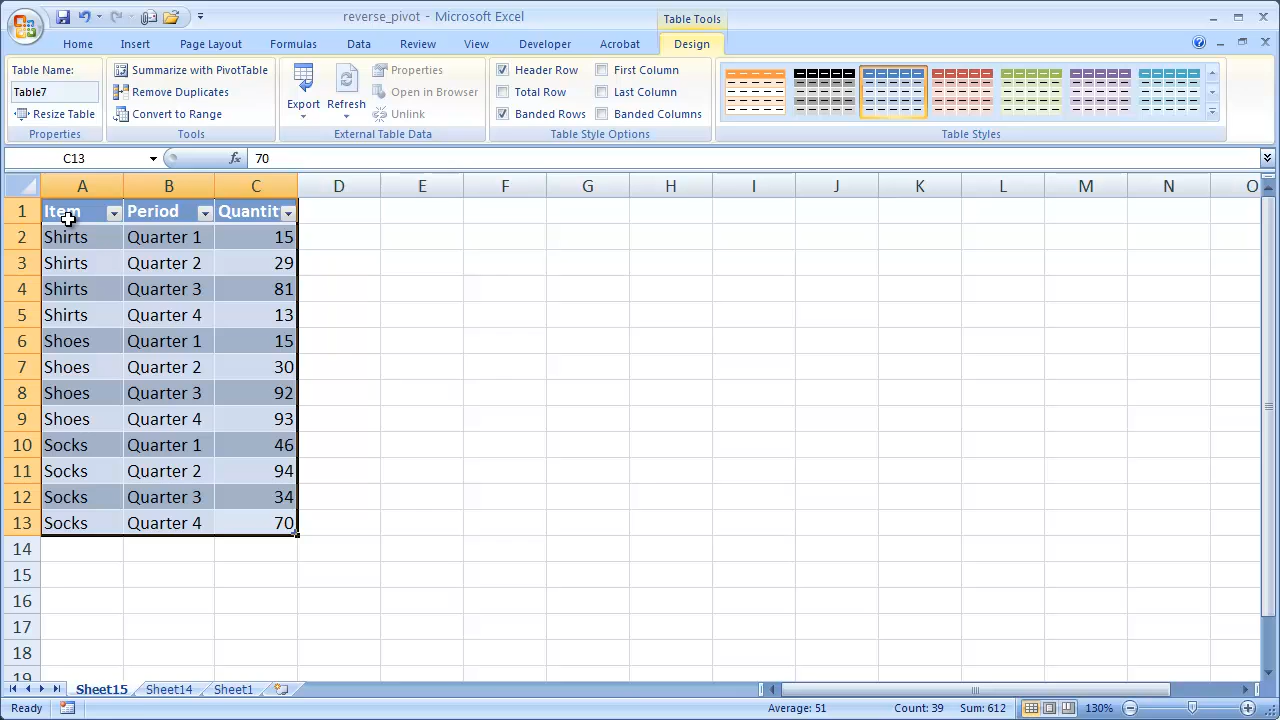 reverse_pivot - Microsoft Excel
Table Tools
Home Insert Page Layout Formulas Data Review View Developer Acrobat Design
Table Name:
Table7
Resize Table
Properties
Summarize with PivotTable
Remove Duplicates
Convert to Range
Tools
Export Refresh
Properties
Open in Browser
Unlink
External Table Data
Header Row First Column
Total Row Last Column
Banded Rows Banded Columns
Table Style Options
Table Styles
C13 fx 70
A B C D E F G H I J K L M N O
1 Item Period Quantit
2 Shirts Quarter 1 15
3 Shirts Quarter 2 29
4 Shirts Quarter 3 81
5 Shirts Quarter 4 13
6 Shoes Quarter 1 15
7 Shoes Quarter 2 30
8 Shoes Quarter 3 92
9 Shoes Quarter 4 93
10 Socks Quarter 1 46
11 Socks Quarter 2 94
12 Socks Quarter 3 34
13 Socks Quarter 4 70
14
15
16
17
18
19
Sheet15 Sheet14 Sheet1
Ready Average: 51 Count: 39 Sum: 612 130%